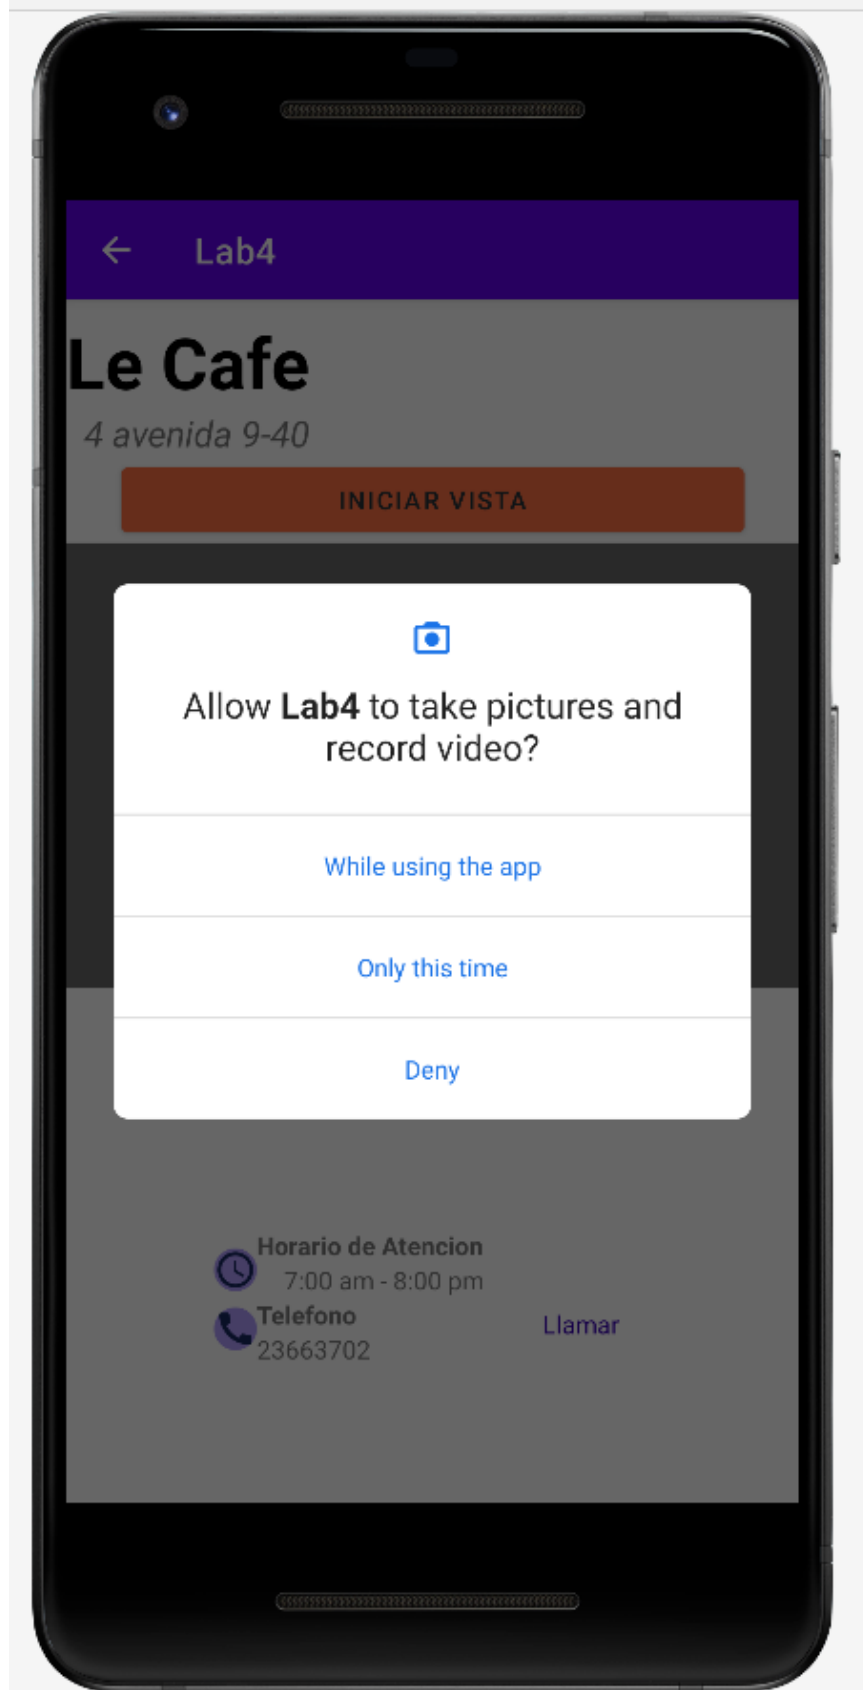 Lab4
Le Cafe
4 avenida 9-40
INICIAR VISTA
Allow Lab4 to take pictures and
record video?
While using the app
Only this time
Deny
Horario de Atencion
7:00 am - 8:00 pm
Telefono
23663702
Llamar